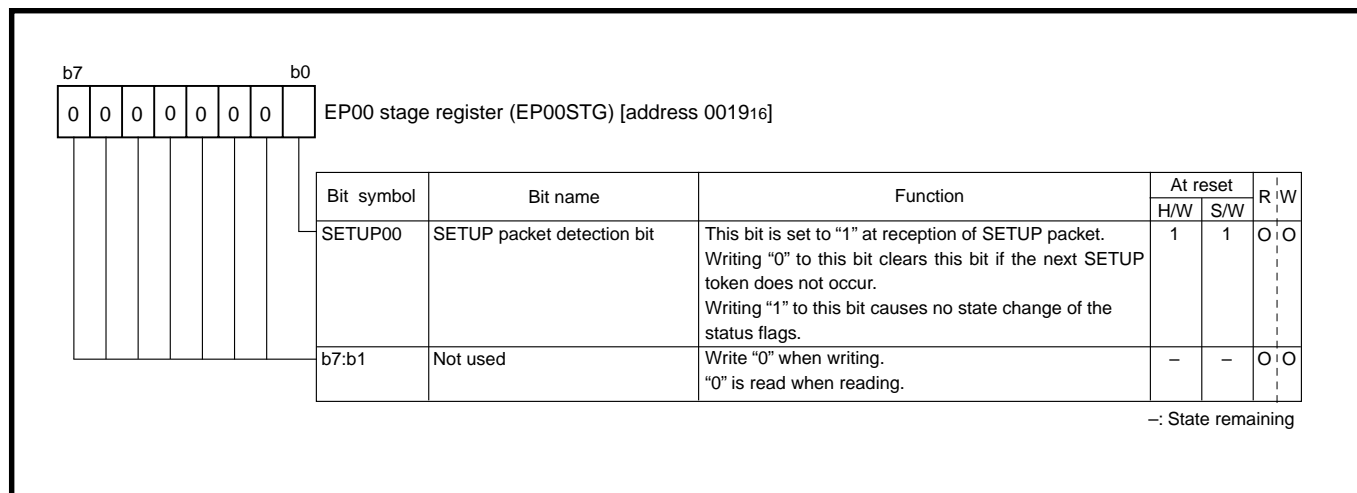 b7 b0
0 0 0 0 0 0 0 EP00 stage register (EP00STG) [address 001916]
Bit symbol Bit name Function At reset R W
H/W S/W
SETUP00 SETUP packet detection bit This bit is set to “1” at reception of SETUP packet. 1 1 O O
Writing “0” to this bit clears this bit if the next SETUP
token does not occur.
Writing “1” to this bit causes no state change of the
status flags.
b7:b1 Not used Write “0” when writing. – – O O
“0” is read when reading.
–: State remaining